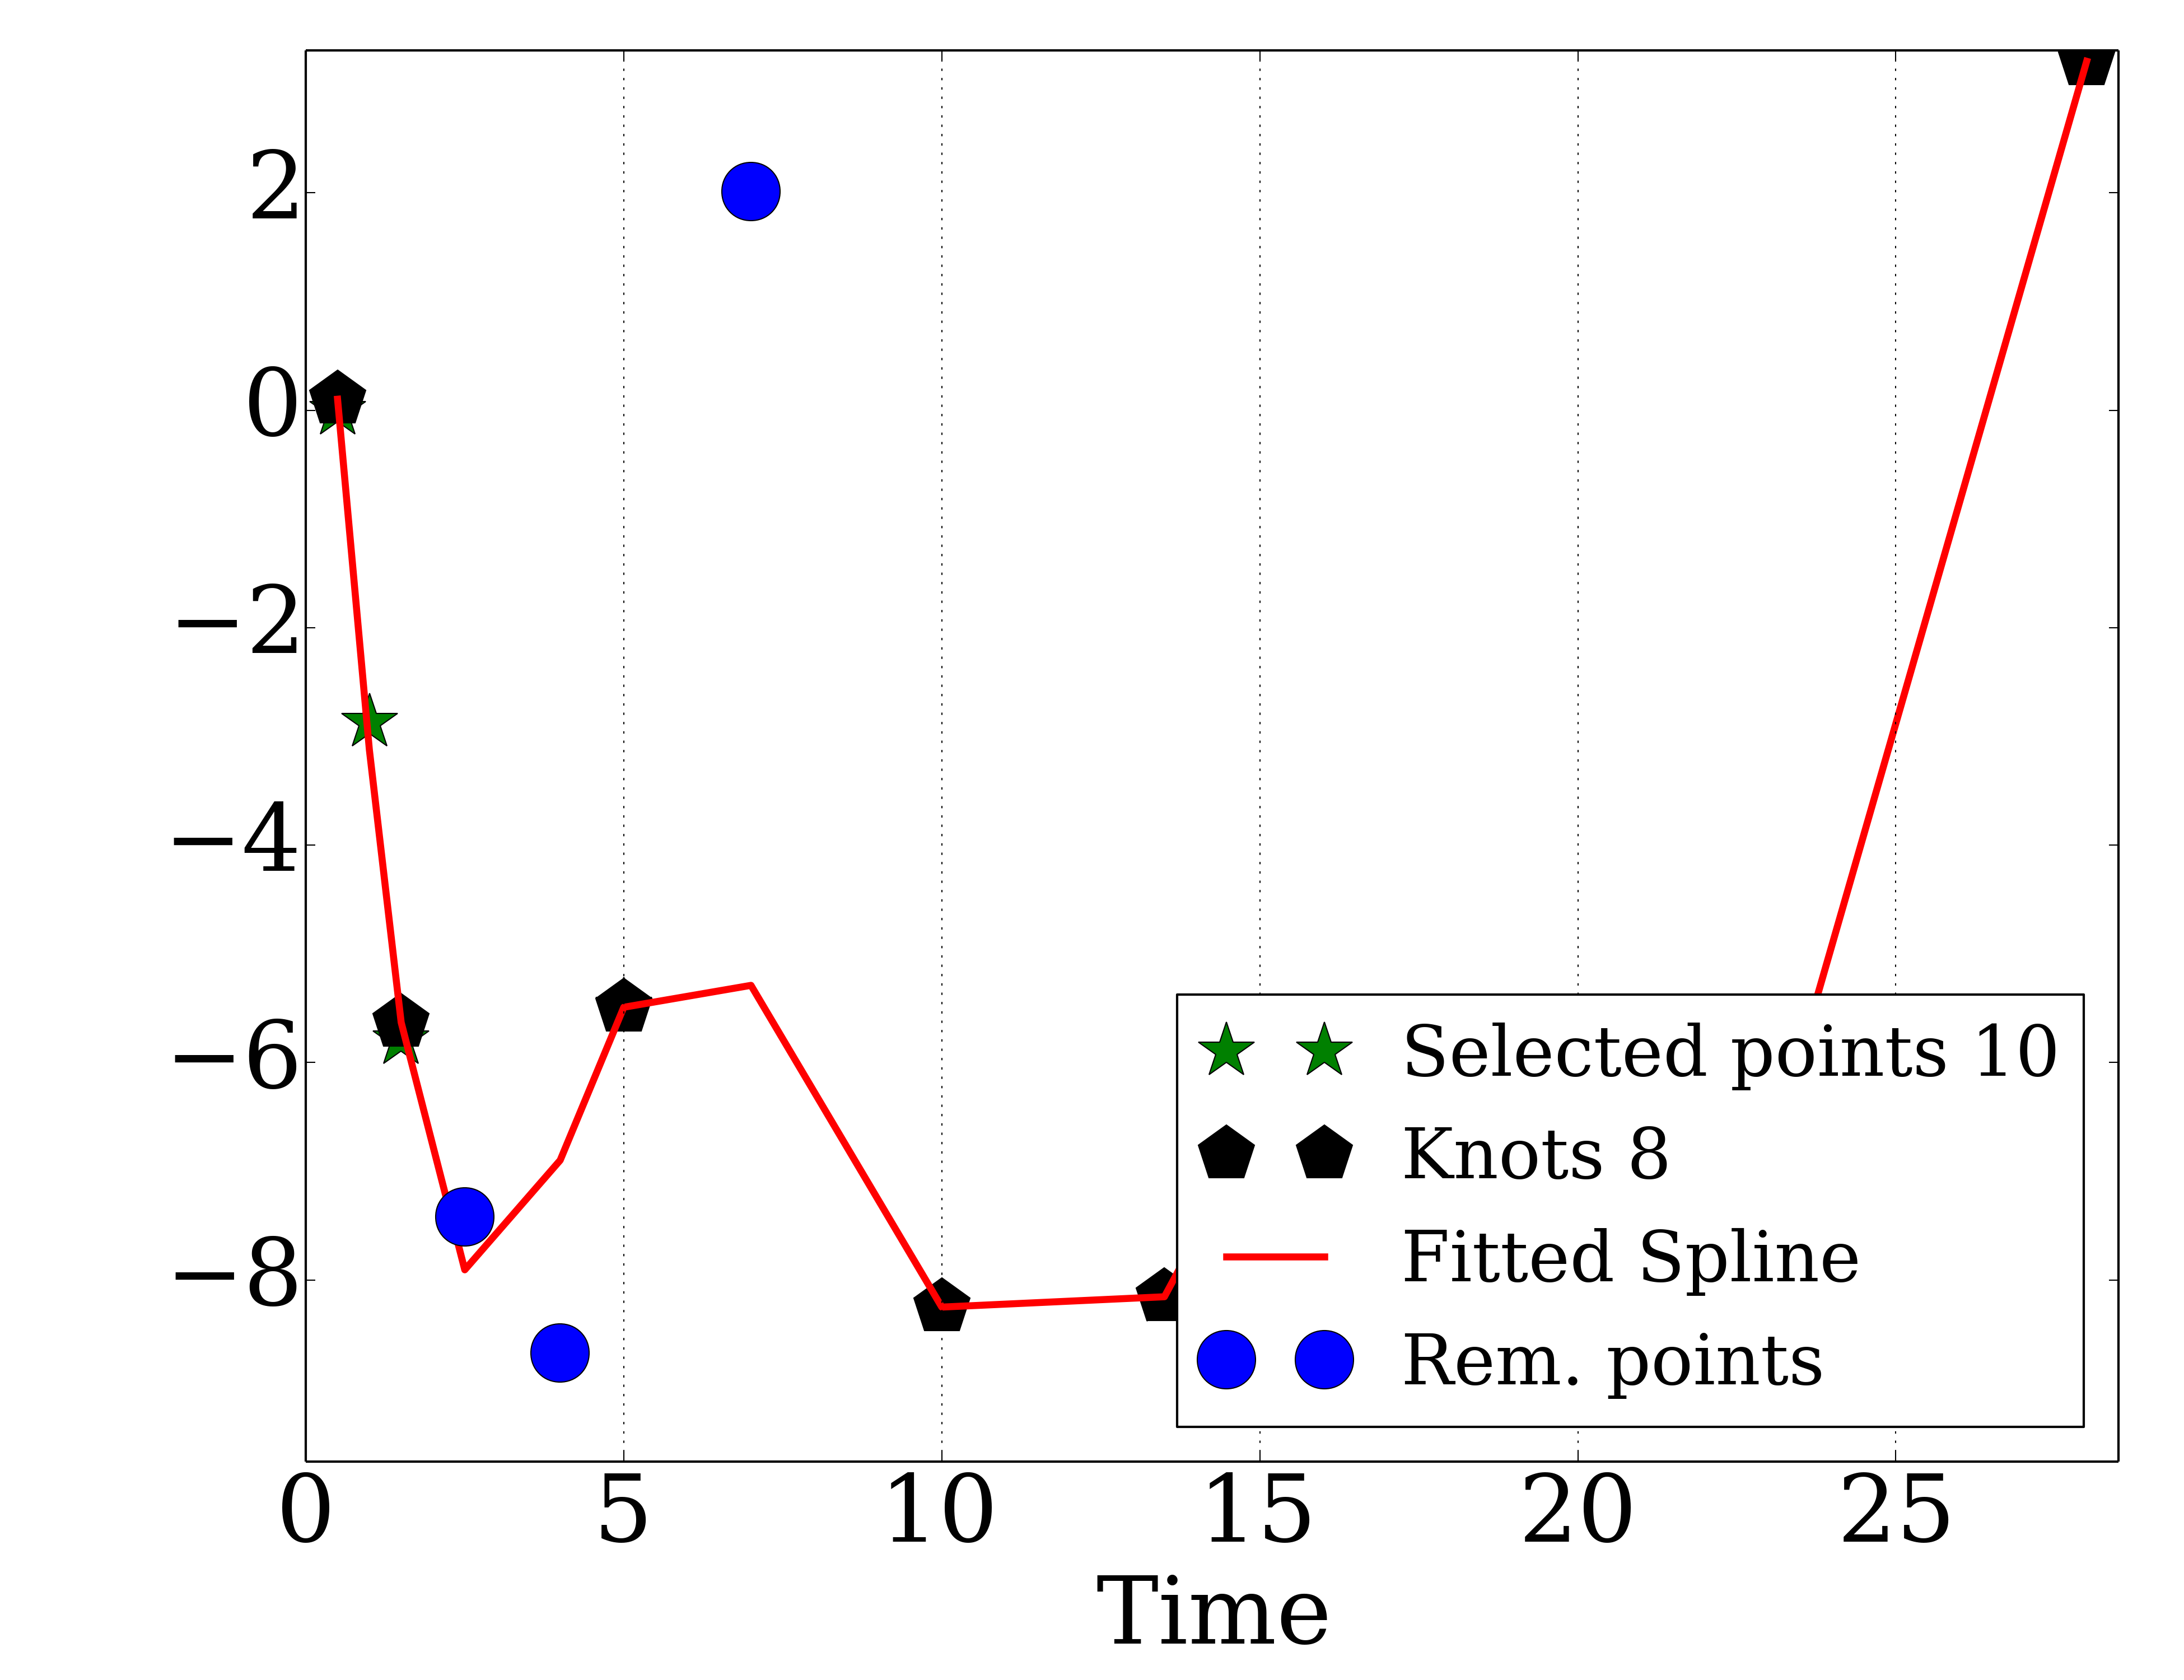 2
0
−2
−4
−6
−8
0 5 10 15 20 25
Time
Selected points 10
Knots 8
Fitted Spline
Rem. points